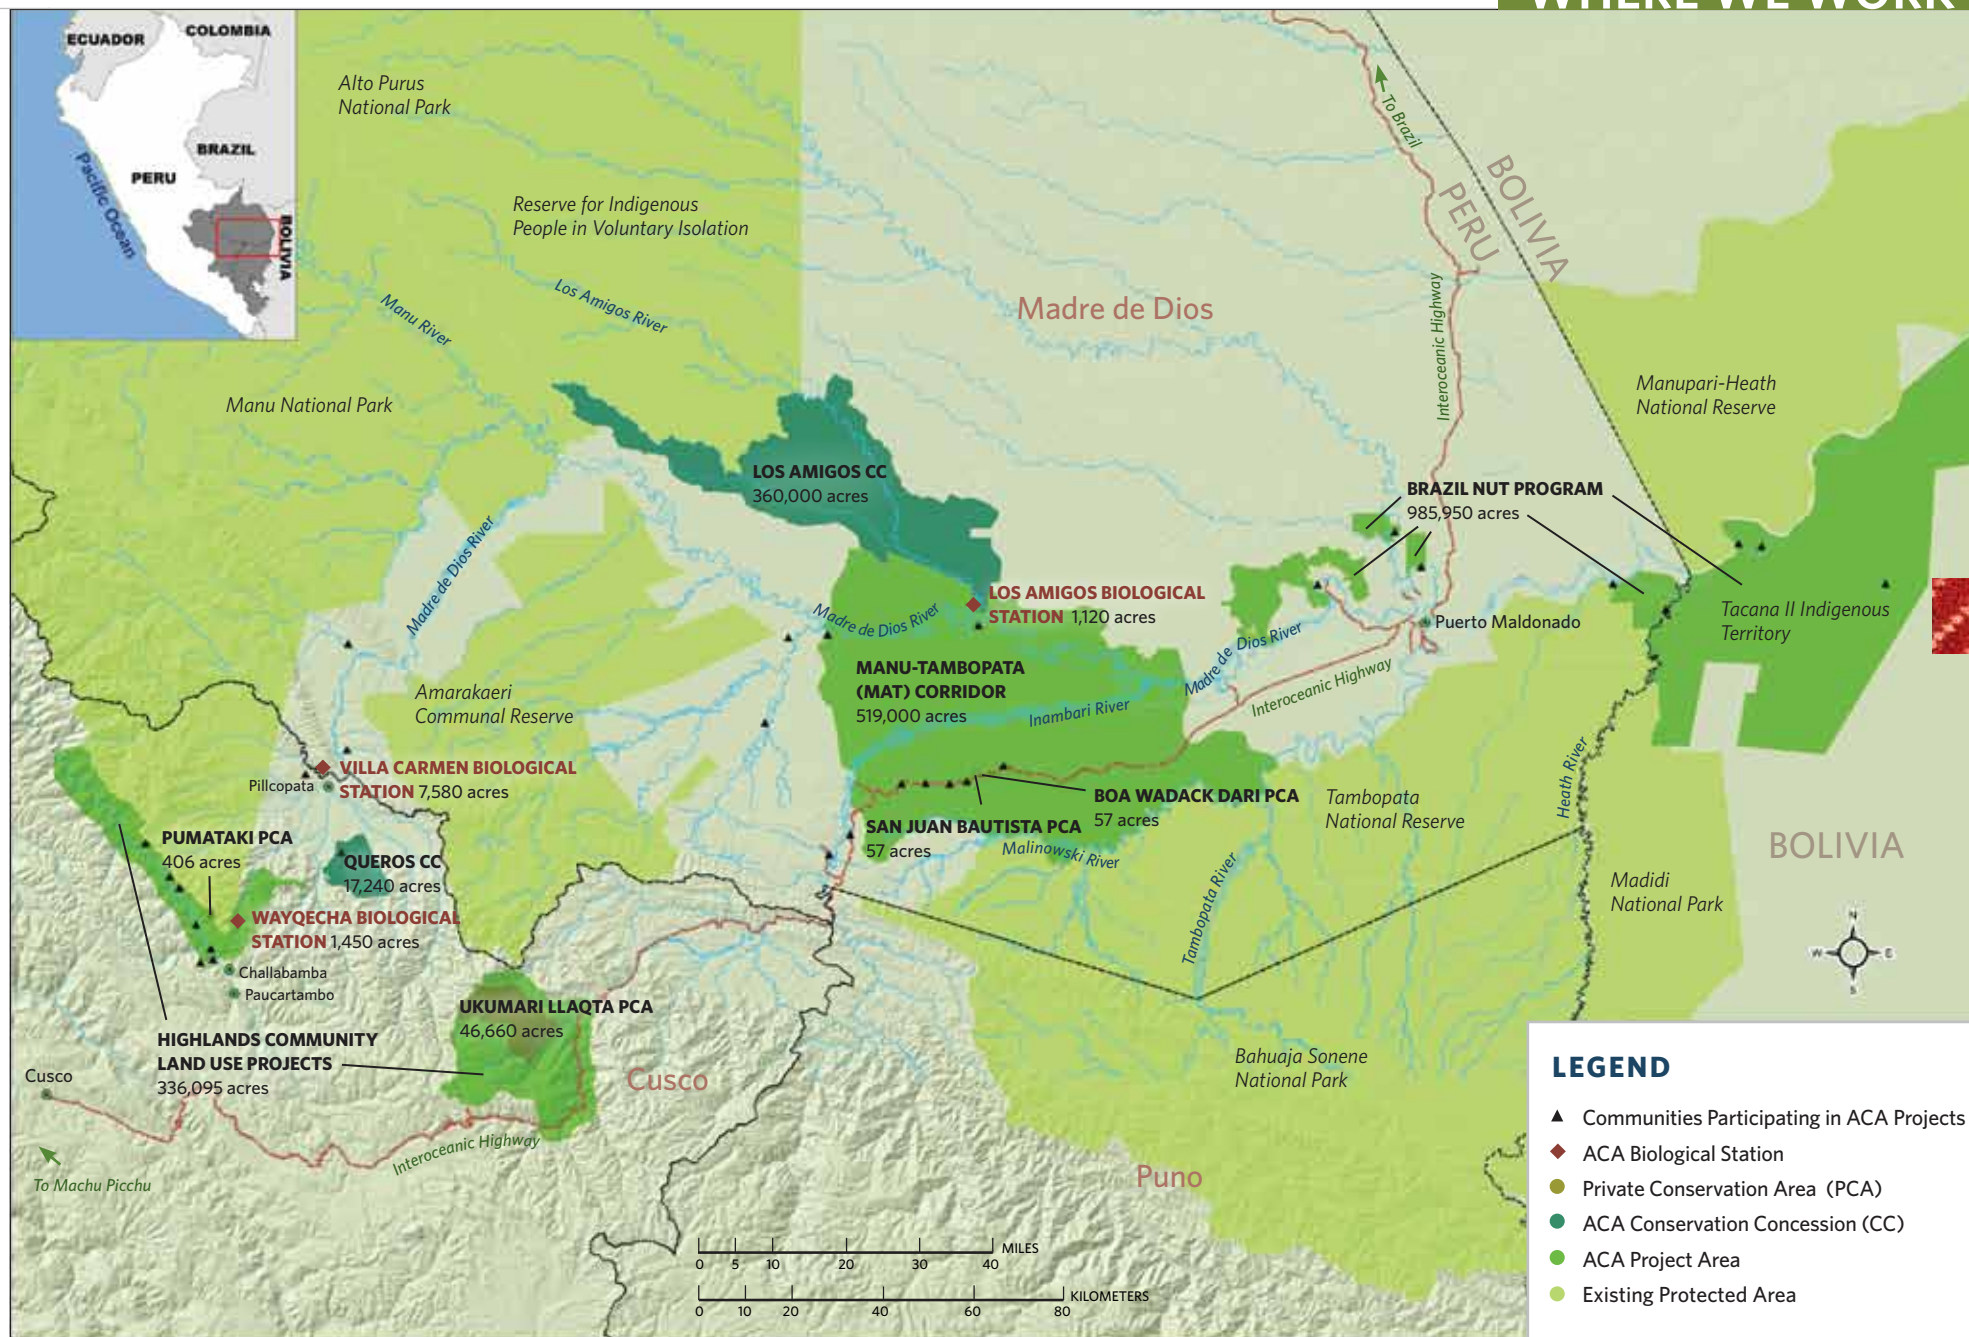 WHERE WE WORK
ECUADOR
COLOMBIA
BRAZIL
PERU
Pacific Ocean
BOLIVIA
Alto Purus
National Park
Reserve for Indigenous
People in Voluntary Isolation
Los Amigos River
Manu River
Manu National Park
Madre de Dios
To Brazil
BOLIVIA
PERU
Interoceanic Highway
Manupari-Heath
National Reserve
LOS AMIGOS CC
360,000 acres
BRAZIL NUT PROGRAM
985,950 acres
Madre de Dios River
LOS AMIGOS BIOLOGICAL
STATION 1,120 acres
Madre de Dios River
Madre de Dios River
Puerto Maldonado
Tacana II Indigenous
Territory
MANU-TAMBOPATA
(MAT) CORRIDOR
519,000 acres
Inambari River
Interoceanic Highway
Amarakaeri
Communal Reserve
VILLA CARMEN BIOLOGICAL
STATION 7,580 acres
Pillcopata
BOA WADACK DARI PCA
57 acres
SAN JUAN BAUTISTA PCA
57 acres
Malinowski River
Tambopata
National Reserve
Heath River
Tambopata River
BOLIVIA
Madidi
National Park
N
W
E
S
PUMATAKI PCA
406 acres
QUEROS CC
17,240 acres
WAYQECHA BIOLOGICAL
STATION 1,450 acres
Challabamba
Paucartambo
UKUMARI LLAQTA PCA
46,660 acres
HIGHLANDS COMMUNITY
LAND USE PROJECTS
336,095 acres
Cusco
Cusco
Interoceanic Highway
To Machu Picchu
Bahuaja Sonene
National Park
Puno
MILES
0 5 10 20 30 40
KILOMETERS
0 10 20 40 60 80
LEGEND
Communities Participating in ACA Projects
ACA Biological Station
Private Conservation Area (PCA)
ACA Conservation Concession (CC)
ACA Project Area
Existing Protected Area